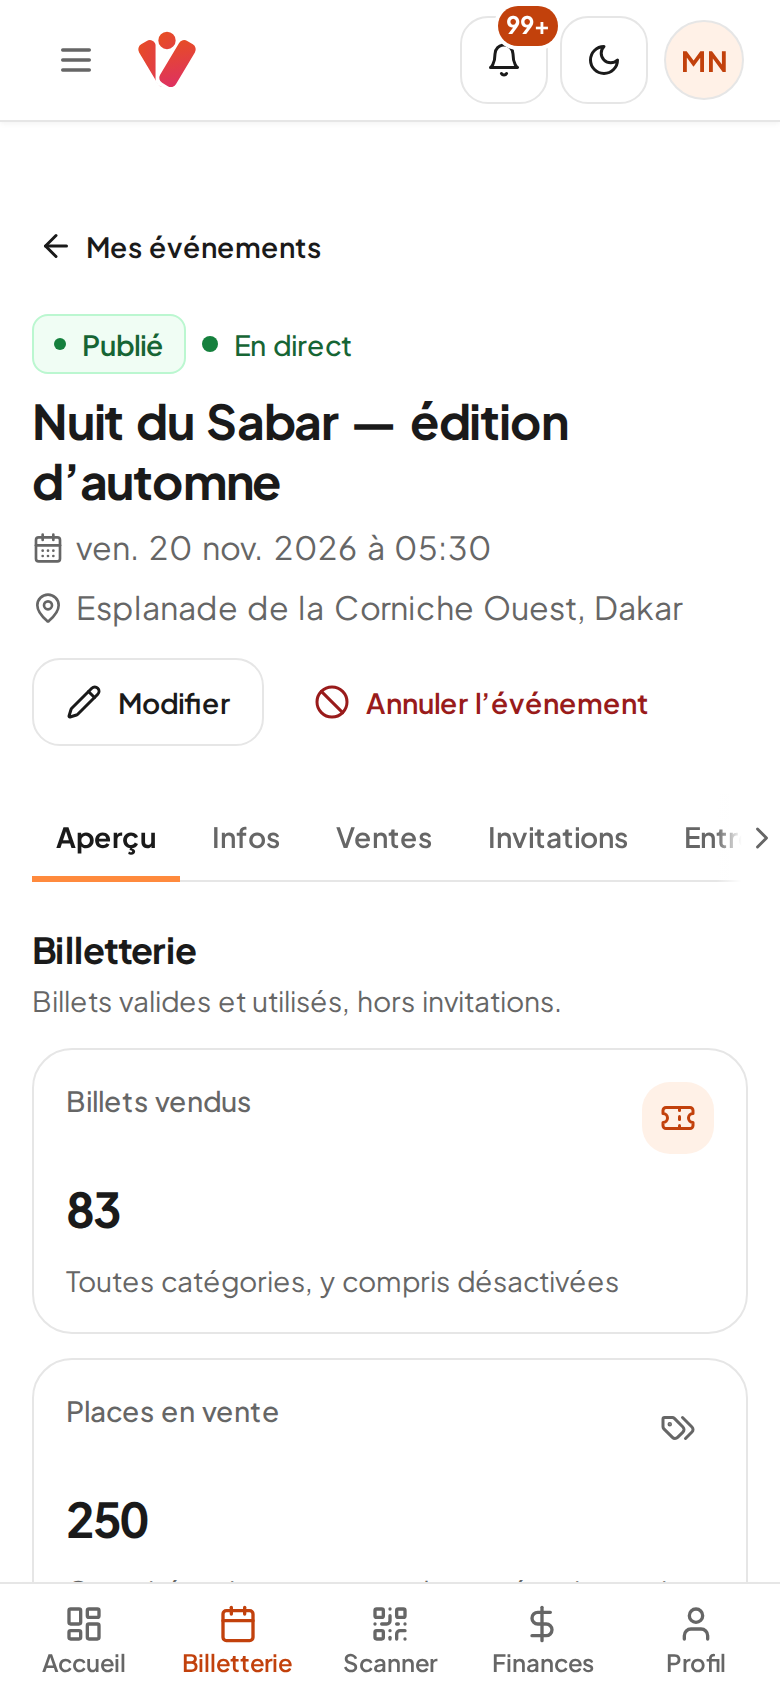 99+
MN
Mes événements
Publié
En direct
Nuit du Sabar — édition
d’automne
ven. 20 nov. 2026 à 05:30
Esplanade de la Corniche Ouest, Dakar
Modifier
Annuler l’événement
Aperçu Infos Ventes Invitations
Billetterie
Billets valides et utilisés, hors invitations.
Billets vendus
83
Toutes catégories, y compris désactivées
Places en vente
250
Accueil Billetterie Scanner Finances Profil